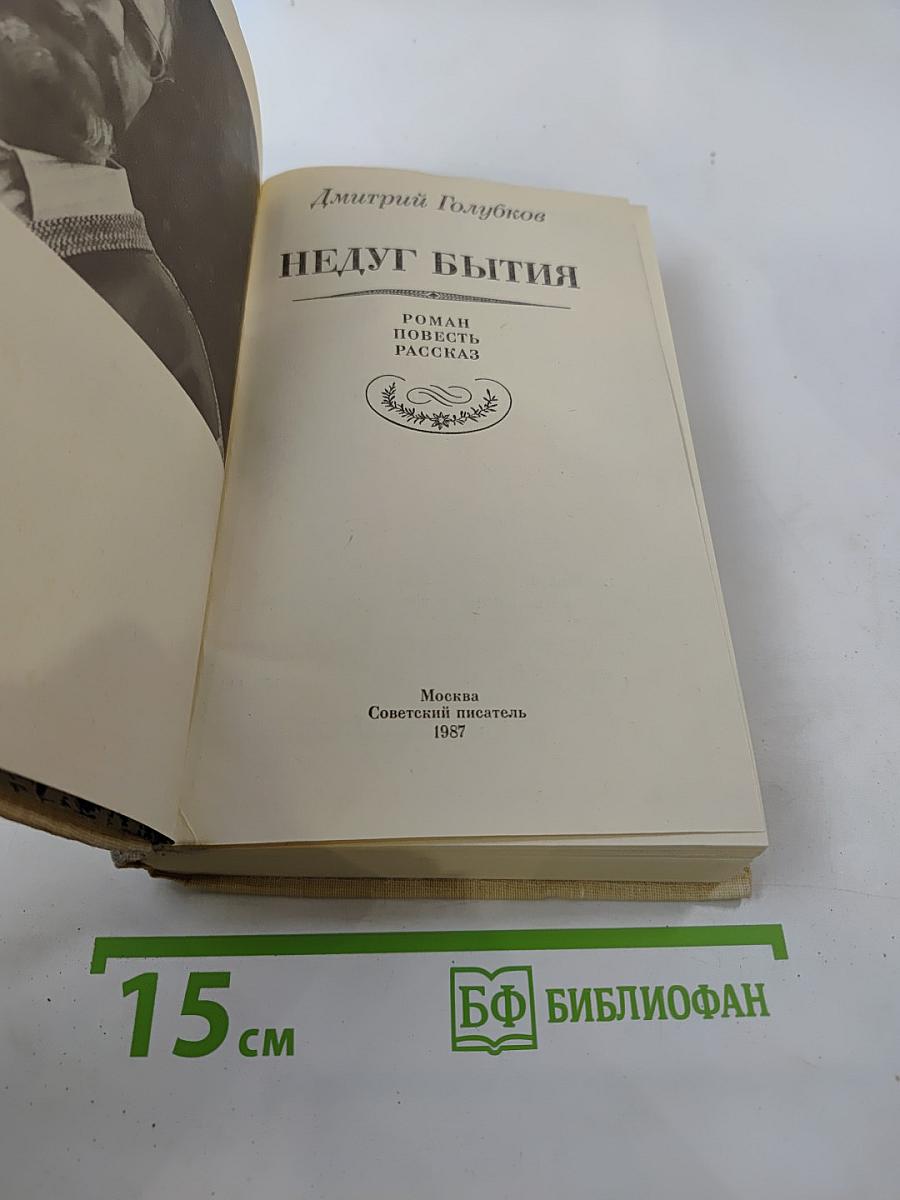 Дмитрий Голубков
НЕДУГ БЫТИЯ
РОМАН
ПОВЕСТЬ
РАССКАЗ
Москва
Советский писатель
1987
15 см
БФ БИБЛИОФАН